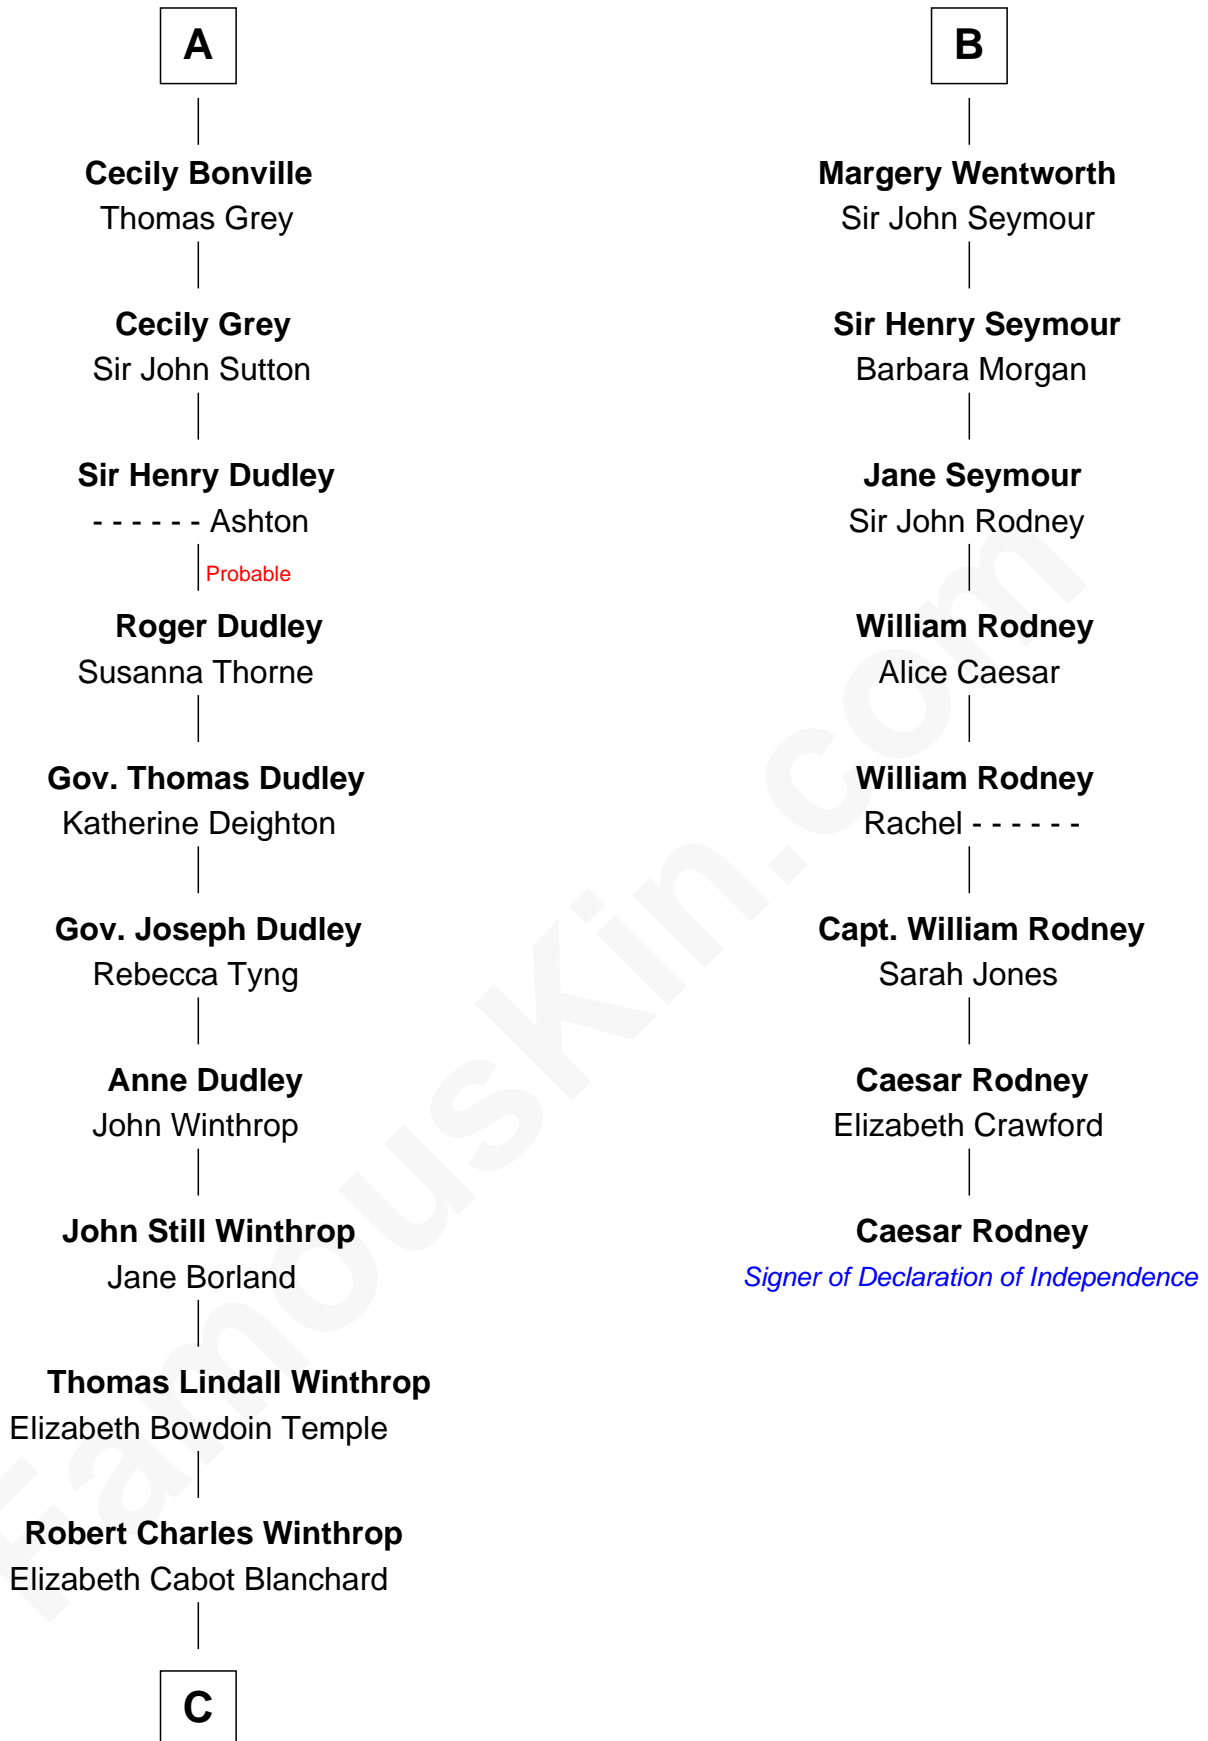 A
Cecily Bonville
Thomas Grey
Cecily Grey
Sir John Sutton
Sir Henry Dudley
- - - - - - Ashton
Probable
Roger Dudley
Susanna Thorne
Gov. Thomas Dudley
Katherine Deighton
Gov. Joseph Dudley
Rebecca Tyng
Anne Dudley
John Winthrop
John Still Winthrop
Jane Borland
Thomas Lindall Winthrop
Elizabeth Bowdoin Temple
Robert Charles Winthrop
Elizabeth Cabot Blanchard
C
B
Margery Wentworth
Sir John Seymour
Sir Henry Seymour
Barbara Morgan
Jane Seymour
Sir John Rodney
William Rodney
Alice Caesar
William Rodney
Rachel - - - - - -
Capt. William Rodney
Sarah Jones
Caesar Rodney
Elizabeth Crawford
Caesar Rodney
Signer of Declaration of Independence
FamousKin.com